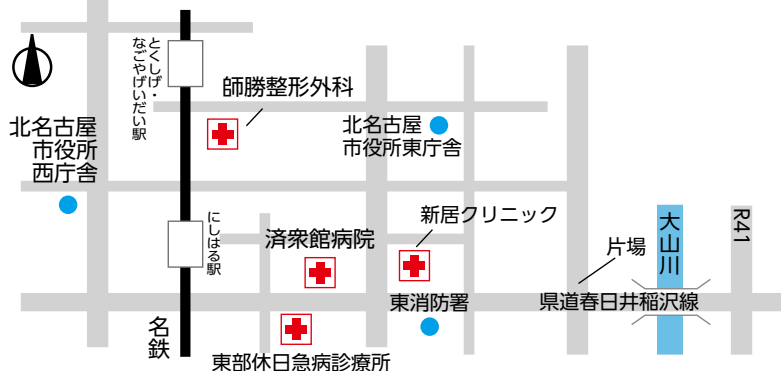 とくしげ・
なごやげいだい駅
師勝整形外科
北名古屋
市役所
西庁舎
北名古屋
市役所東庁舎
にしはる駅
済衆館病院
新居クリニック
片場
大山川
R41
東消防署
県道春日井稲沢線
名鉄
東部休日急病診療所